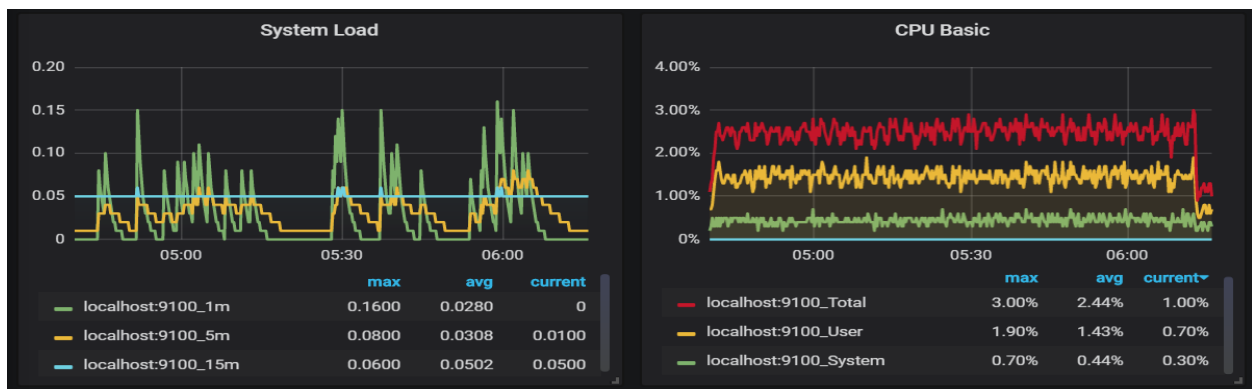 System Load
0.20
0.15
0.10
0.05
0
05:00 05:30 06:00
max avg current
localhost:9100_1m 0.1600 0.0280 0
localhost:9100_5m 0.0800 0.0308 0.0100
localhost:9100_15m 0.0600 0.0502 0.0500
CPU Basic
4.00%
3.00%
2.00%
1.00%
0%
05:00 05:30 06:00
max avg current
localhost:9100_Total 3.00% 2.44% 1.00%
localhost:9100_User 1.90% 1.43% 0.70%
localhost:9100_System 0.70% 0.44% 0.30%